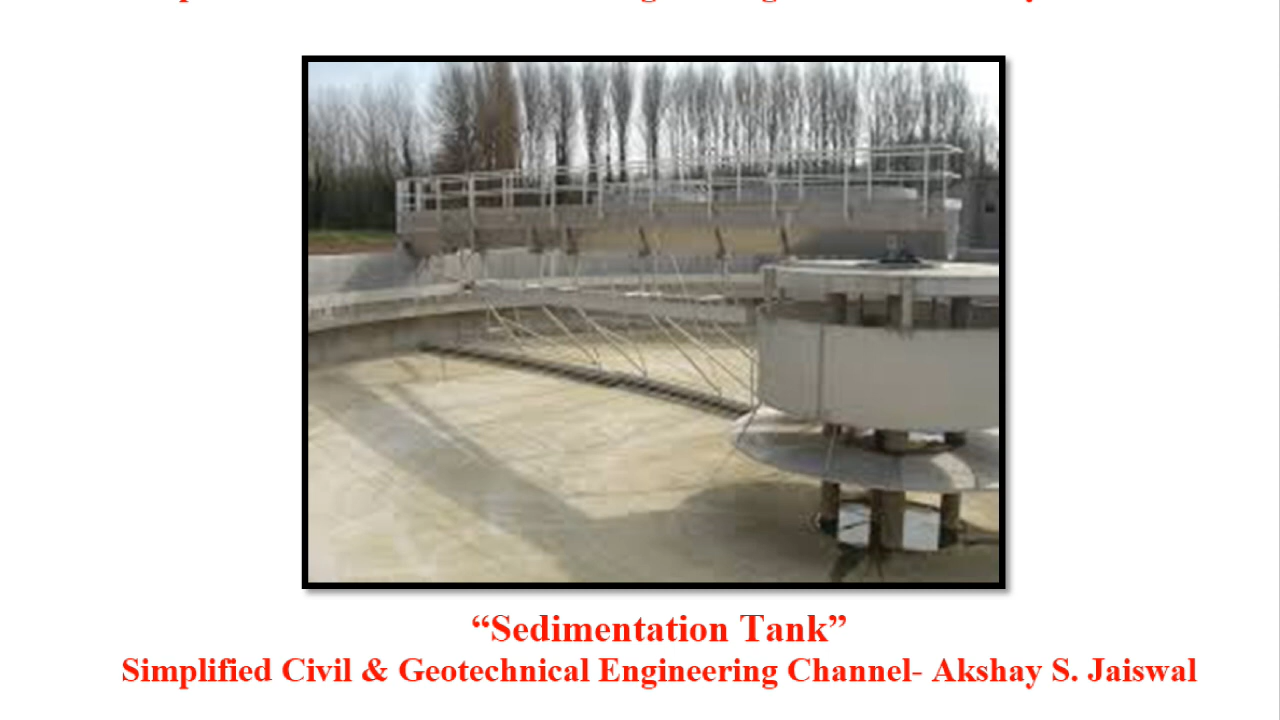 “Sedimentation Tank”
Simplified Civil & Geotechnical Engineering Channel- Akshay S. Jaiswal